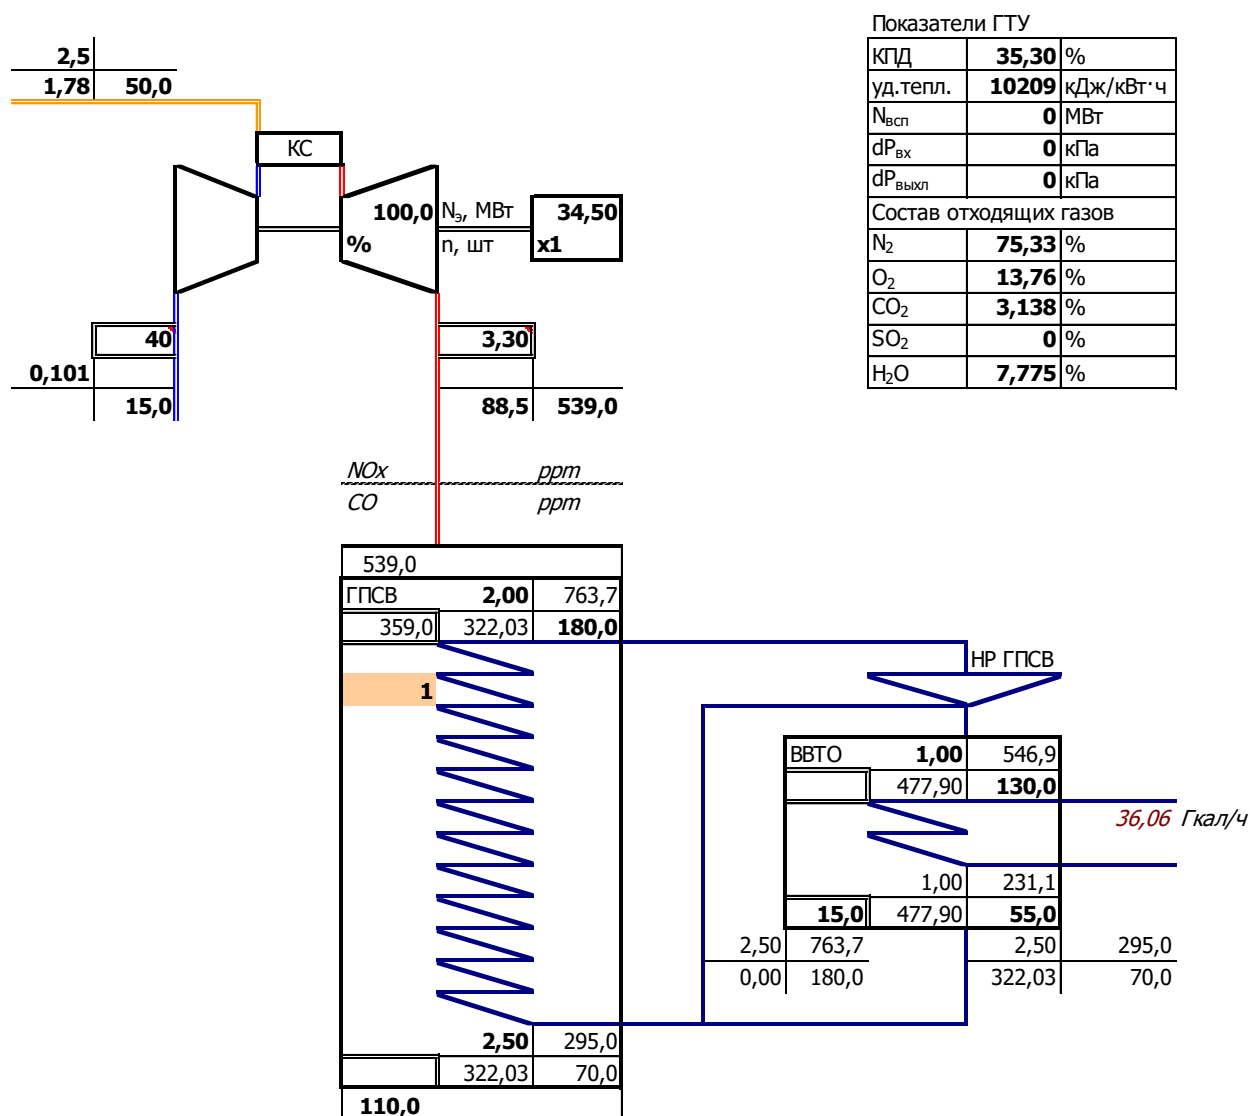 Показатели ГТУ
КПД 35,30 %
уд.тепл. 10209 кДж/кВт·ч
Nвсп 0 МВт
dPвх 0 кПа
dPвыхл 0 кПа
Состав отходящих газов
N2 75,33 %
O2 13,76 %
CO2 3,138 %
SO2 0 %
H2O 7,775 %
2,5
1,78 50,0
КС
100,0 Nэ, МВт 34,50
% n, шт x1
40 3,30
0,101
15,0 88,5 539,0
NOx ppm
CO ppm
539,0
ГПСВ 2,00 763,7
359,0 322,03 180,0
НР ГПСВ
1
ВВТО 1,00 546,9
477,90 130,0
36,06 Гкал/ч
1,00 231,1
15,0 477,90 55,0
2,50 763,7 2,50 295,0
0,00 180,0 322,03 70,0
2,50 295,0
322,03 70,0
110,0